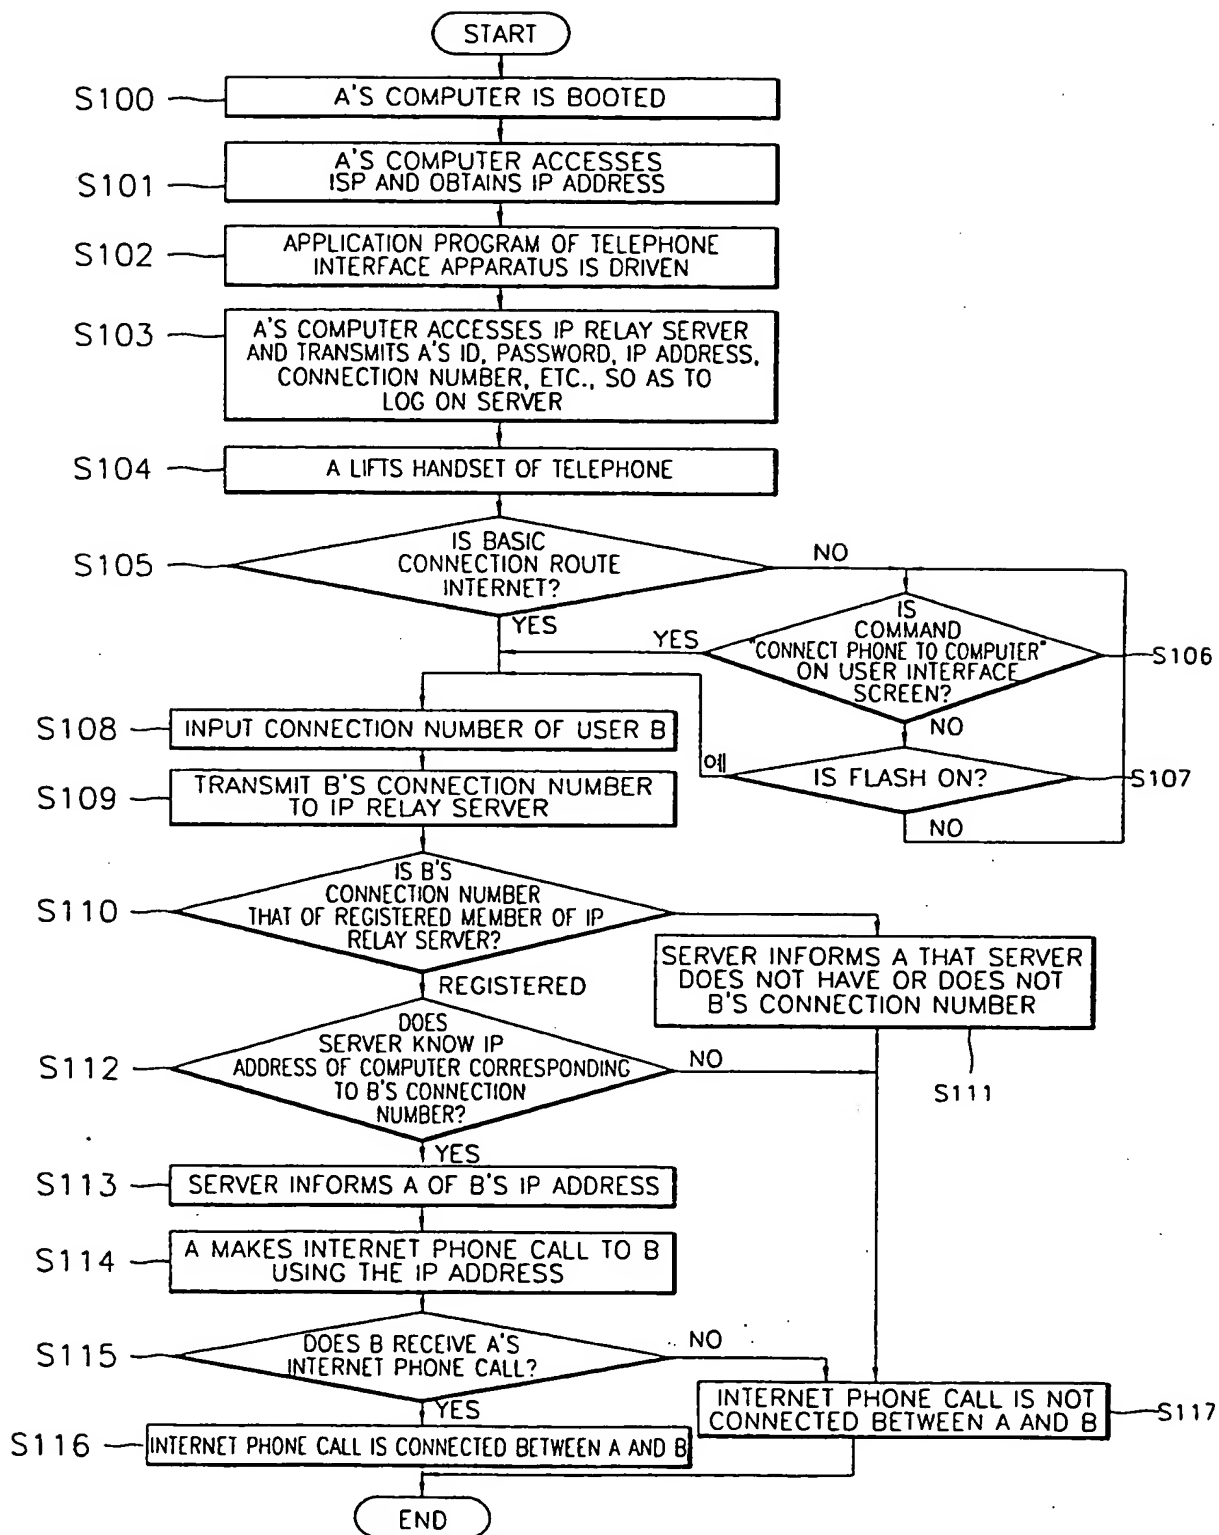 START
S100
A'S COMPUTER IS BOOTED
S101
A'S COMPUTER ACCESSES
ISP AND OBTAINS IP ADDRESS
S102
APPLICATION PROGRAM OF TELEPHONE
INTERFACE APPARATUS IS DRIVEN
S103
A'S COMPUTER ACCESSES IP RELAY SERVER
AND TRANSMITS A'S ID, PASSWORD, IP ADDRESS,
CONNECTION NUMBER, ETC., SO AS TO
LOG ON SERVER
S104
A LIFTS HANDSET OF TELEPHONE
S105
IS BASIC
CONNECTION ROUTE
INTERNET?
NO
YES
IS
COMMAND
"CONNECT PHONE TO COMPUTER"
ON USER INTERFACE
SCREEN?
YES
S106
NO
S108
INPUT CONNECTION NUMBER OF USER B
예
IS FLASH ON?
S107
NO
S109
TRANSMIT B'S CONNECTION NUMBER
TO IP RELAY SERVER
S110
IS B'S
CONNECTION NUMBER
THAT OF REGISTERED MEMBER OF IP
RELAY SERVER?
REGISTERED
SERVER INFORMS A THAT SERVER
DOES NOT HAVE OR DOES NOT
B'S CONNECTION NUMBER
S111
S112
DOES
SERVER KNOW IP
ADDRESS OF COMPUTER CORRESPONDING
TO B'S CONNECTION
NUMBER?
NO
YES
S113
SERVER INFORMS A OF B'S IP ADDRESS
S114
A MAKES INTERNET PHONE CALL TO B
USING THE IP ADDRESS
S115
DOES B RECEIVE A'S
INTERNET PHONE CALL?
NO
YES
INTERNET PHONE CALL IS NOT
CONNECTED BETWEEN A AND B
S117
S116
INTERNET PHONE CALL IS CONNECTED BETWEEN A AND B
END